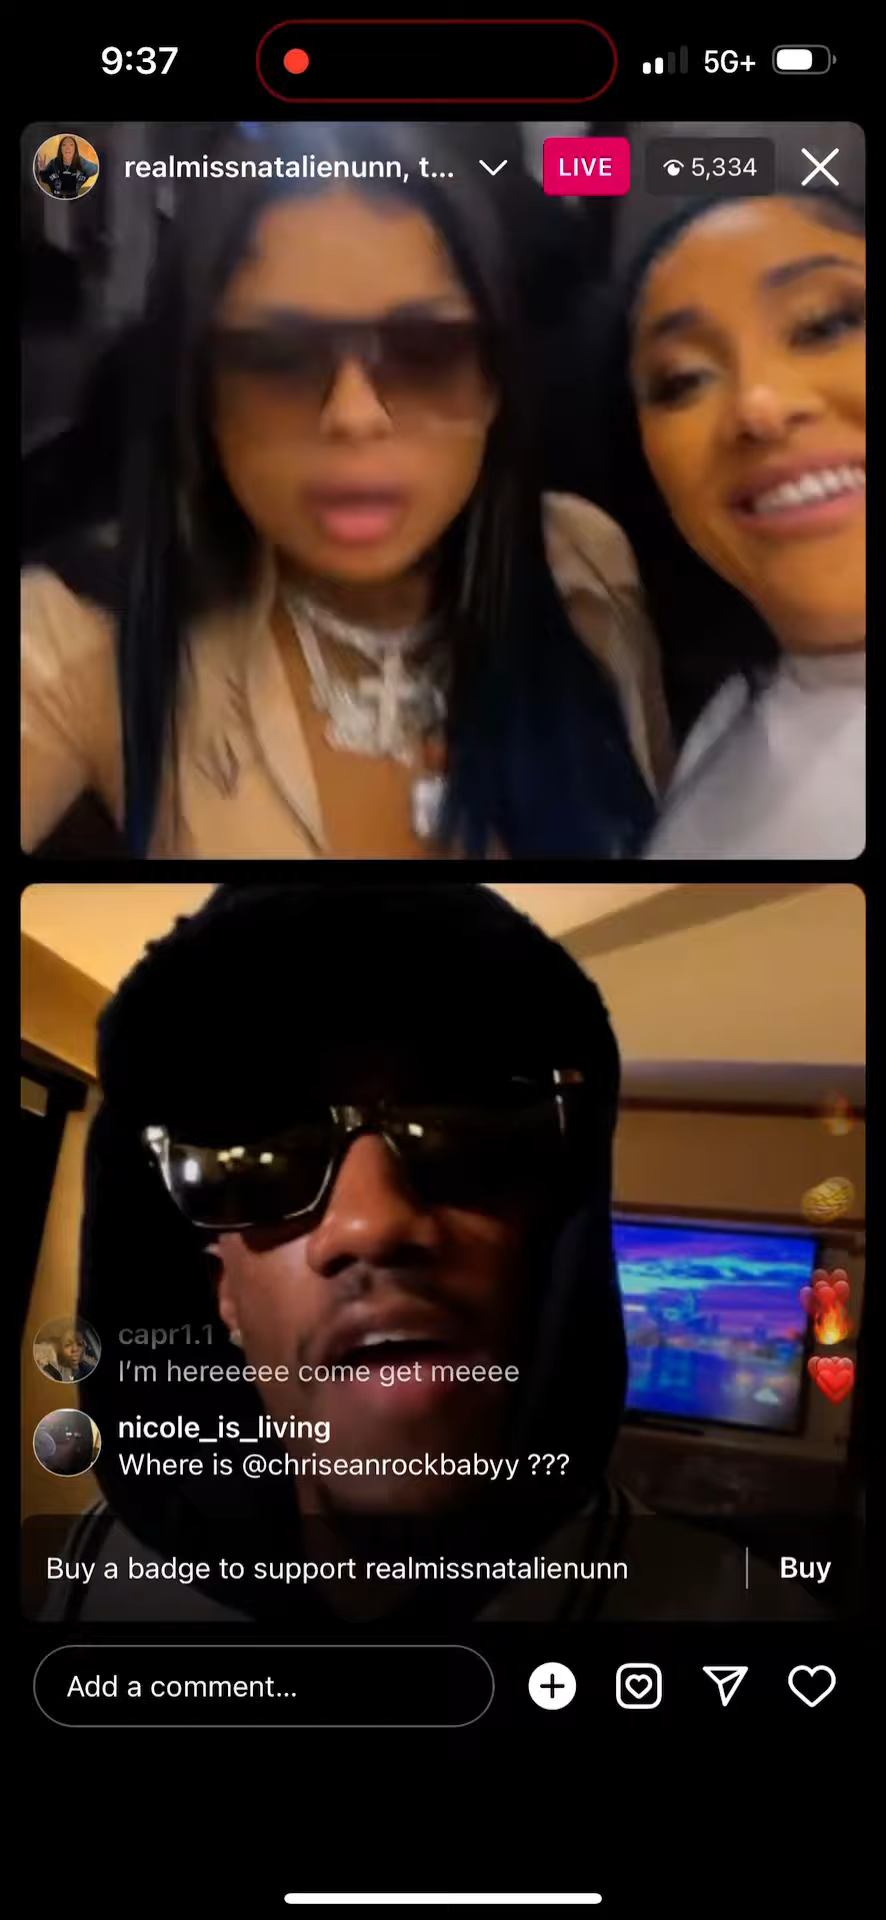 9:37
5G+
realmissnatalienunn, t...
LIVE
5,334
capr1.1
I'm hereeeee come get meeee
nicole_is_living
Where is @chriseanrockbabyy ???
Buy a badge to support realmissnatalienunn
Buy
Add a comment...